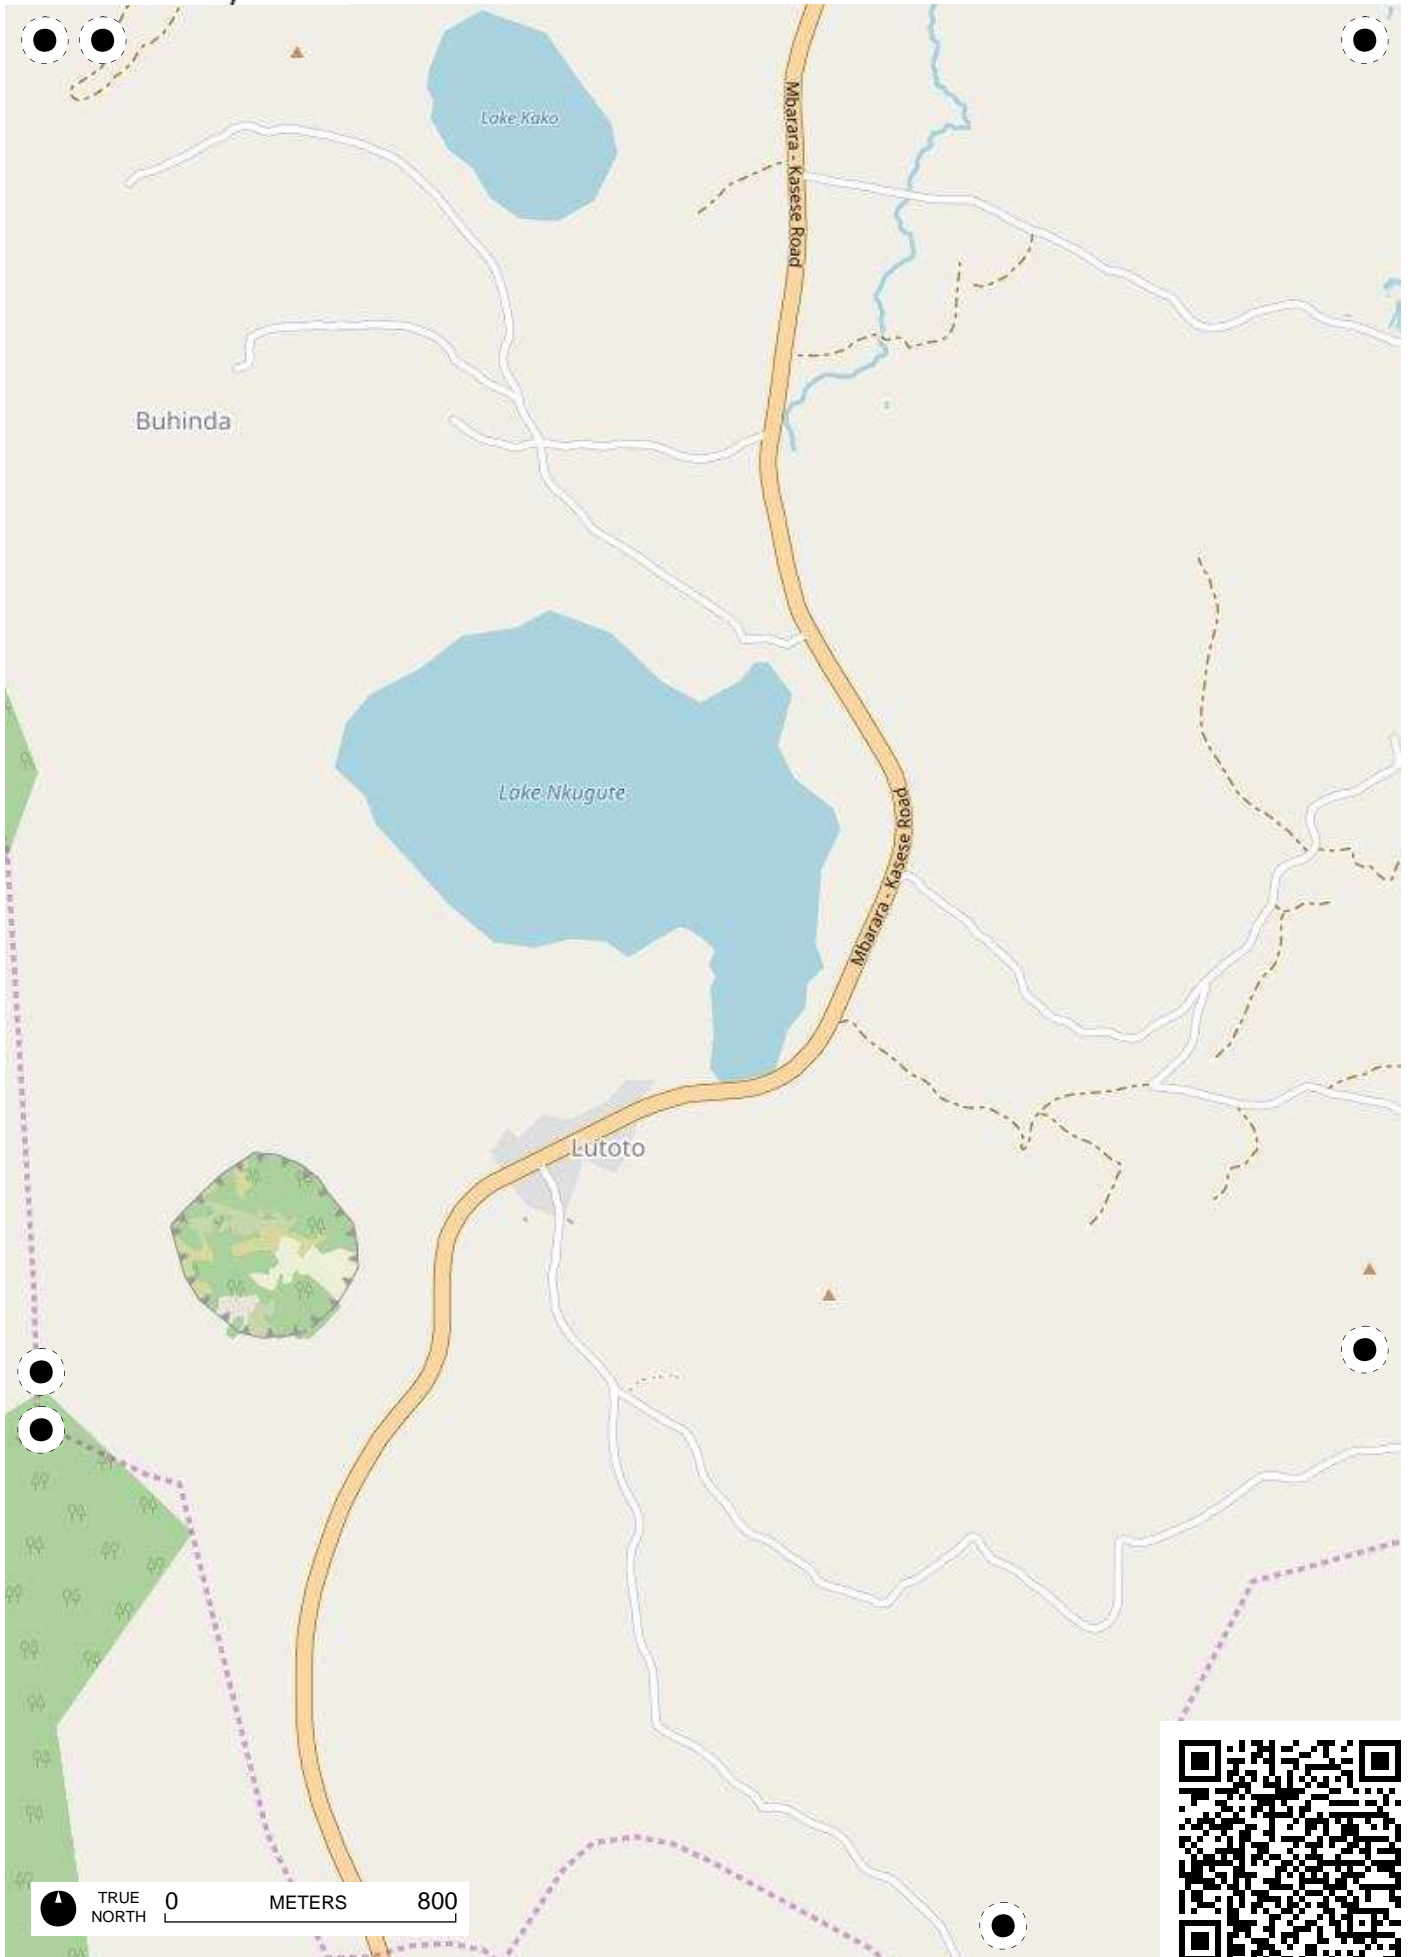 Lake Kako
Mbarara - Kasese Road
Buhinda
Lake Nkugute
Mbarara - Kasese Road
Lutoto
TRUE NORTH
0 METERS 800